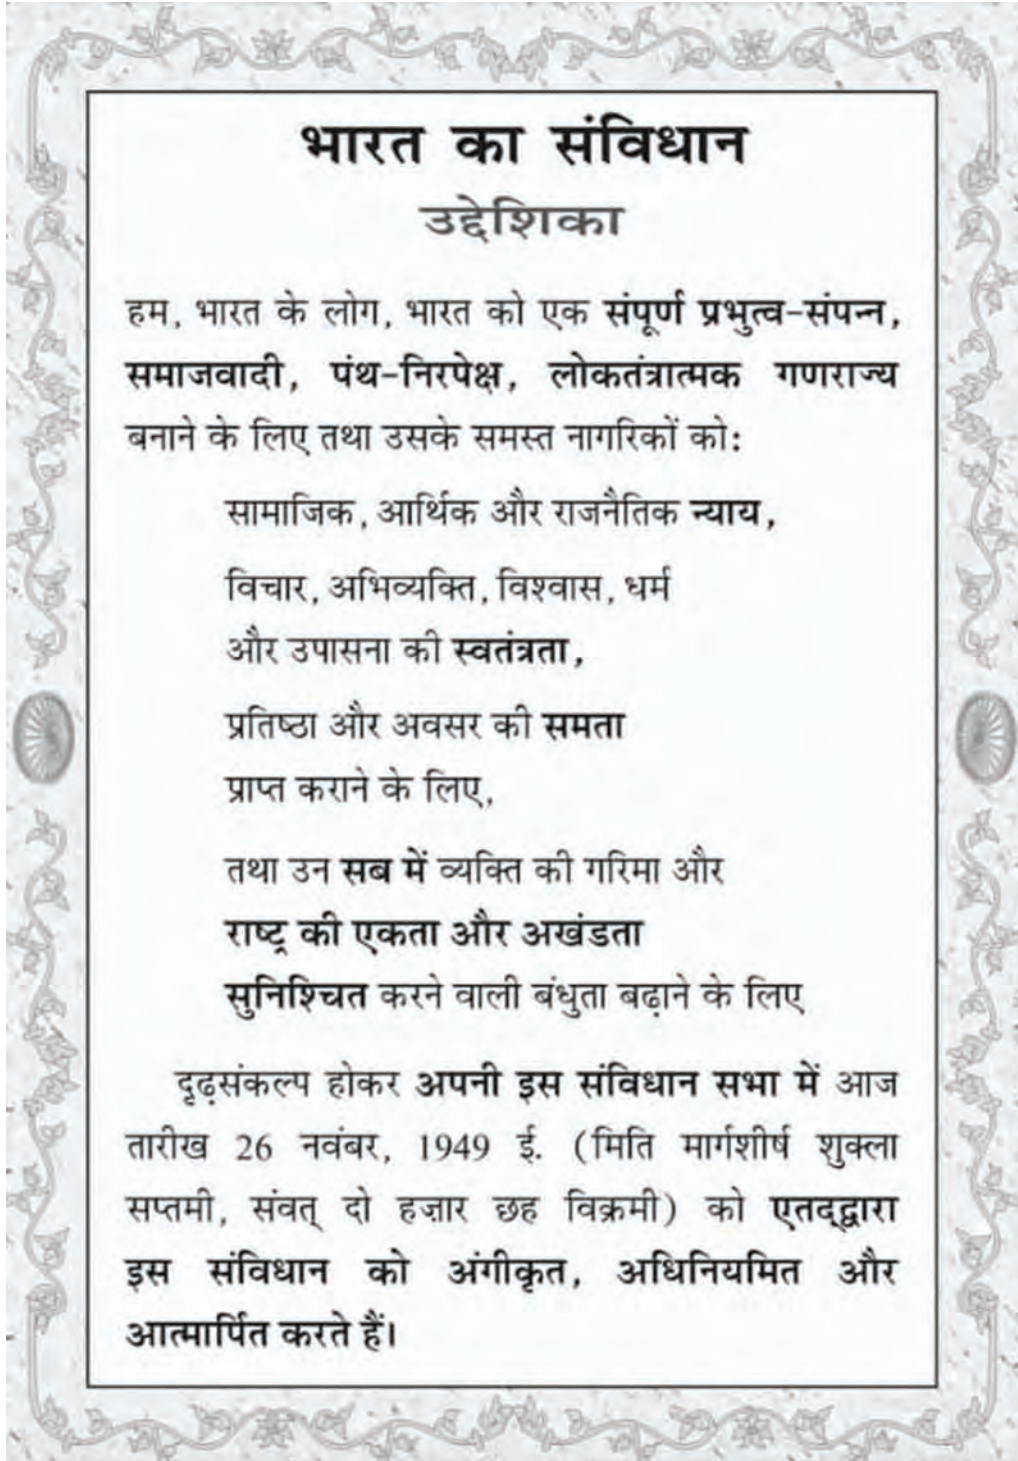 भारत का संविधान
उद्देशिका
हम, भारत के लोग, भारत को एक संपूर्ण प्रभुत्व-संपन्न,
समाजवादी, पंथ-निरपेक्ष, लोकतंत्रात्मक गणराज्य
बनाने के लिए तथा उसके समस्त नागरिकों को:
सामाजिक, आर्थिक और राजनैतिक न्याय,
विचार, अभिव्यक्ति, विश्वास, धर्म
और उपासना की स्वतंत्रता,
प्रतिष्ठा और अवसर की समता
प्राप्त कराने के लिए,
तथा उन सब में व्यक्ति की गरिमा और
राष्ट्र की एकता और अखंडता
सुनिश्चित करने वाली बंधुता बढ़ाने के लिए
दृढ़संकल्प होकर अपनी इस संविधान सभा में आज
तारीख 26 नवंबर, 1949 ई. (मिति मार्गशीर्ष शुक्ला
सप्तमी, संवत् दो हज़ार छह विक्रमी) को एतद्द्वारा
इस संविधान को अंगीकृत, अधिनियमित और
आत्मार्पित करते हैं।